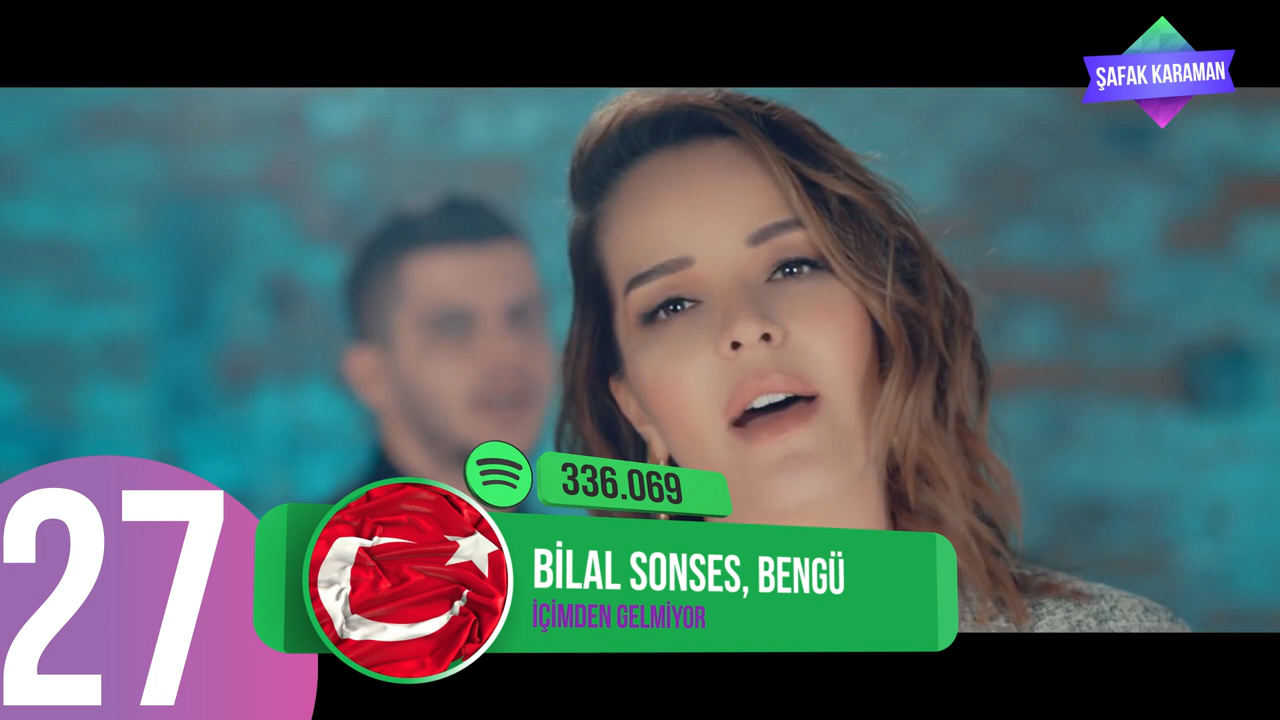 ŞAFAK KARAMAN
336.069
27
BİLAL SONSES, BENGÜ
İÇİMDEN GELMİYOR